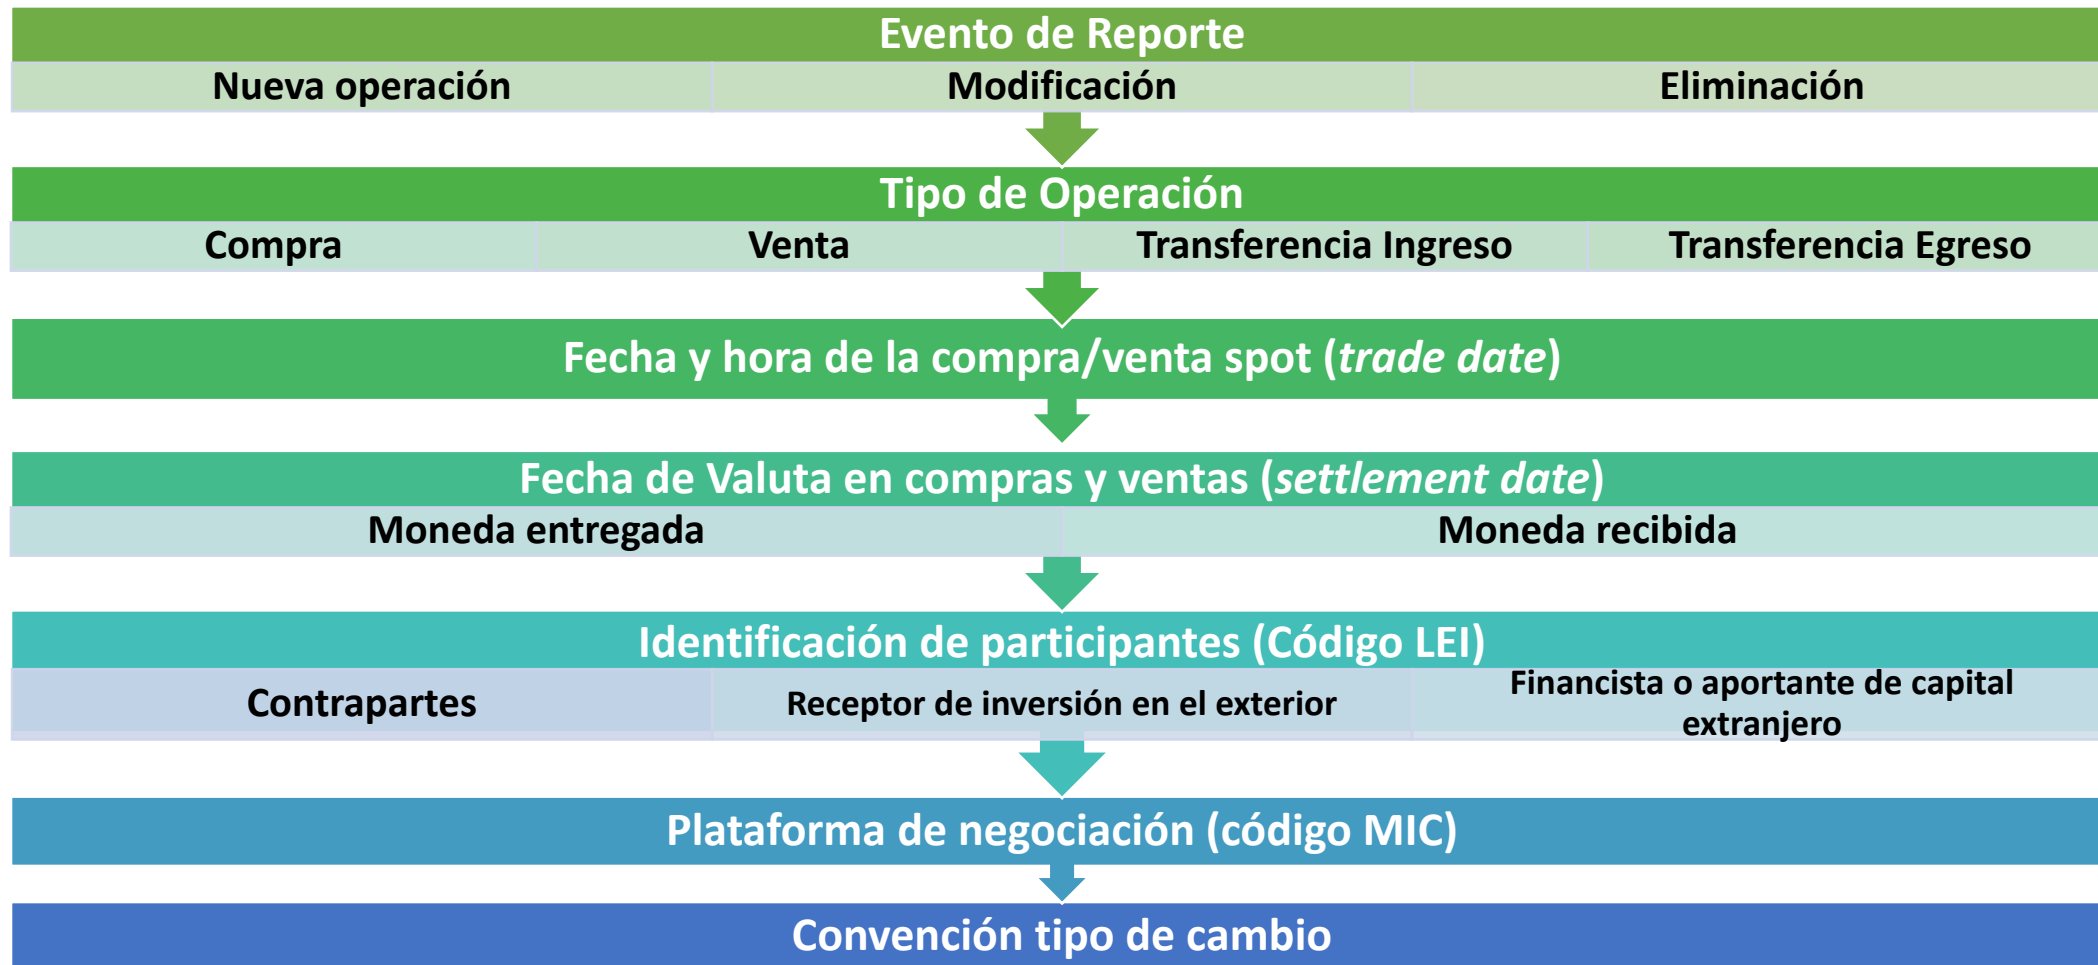 Evento de Reporte
Nueva operación
Modificación
Eliminación
Tipo de Operación
Compra
Venta
Transferencia Ingreso
Transferencia Egreso
Fecha y hora de la compra/venta spot (trade date)
Fecha de Valuta en compras y ventas (settlement date)
Moneda entregada
Moneda recibida
Identificación de participantes (Código LEI)
Contrapartes
Receptor de inversión en el exterior
Financista o aportante de capital
extranjero
Plataforma de negociación (código MIC)
Convención tipo de cambio